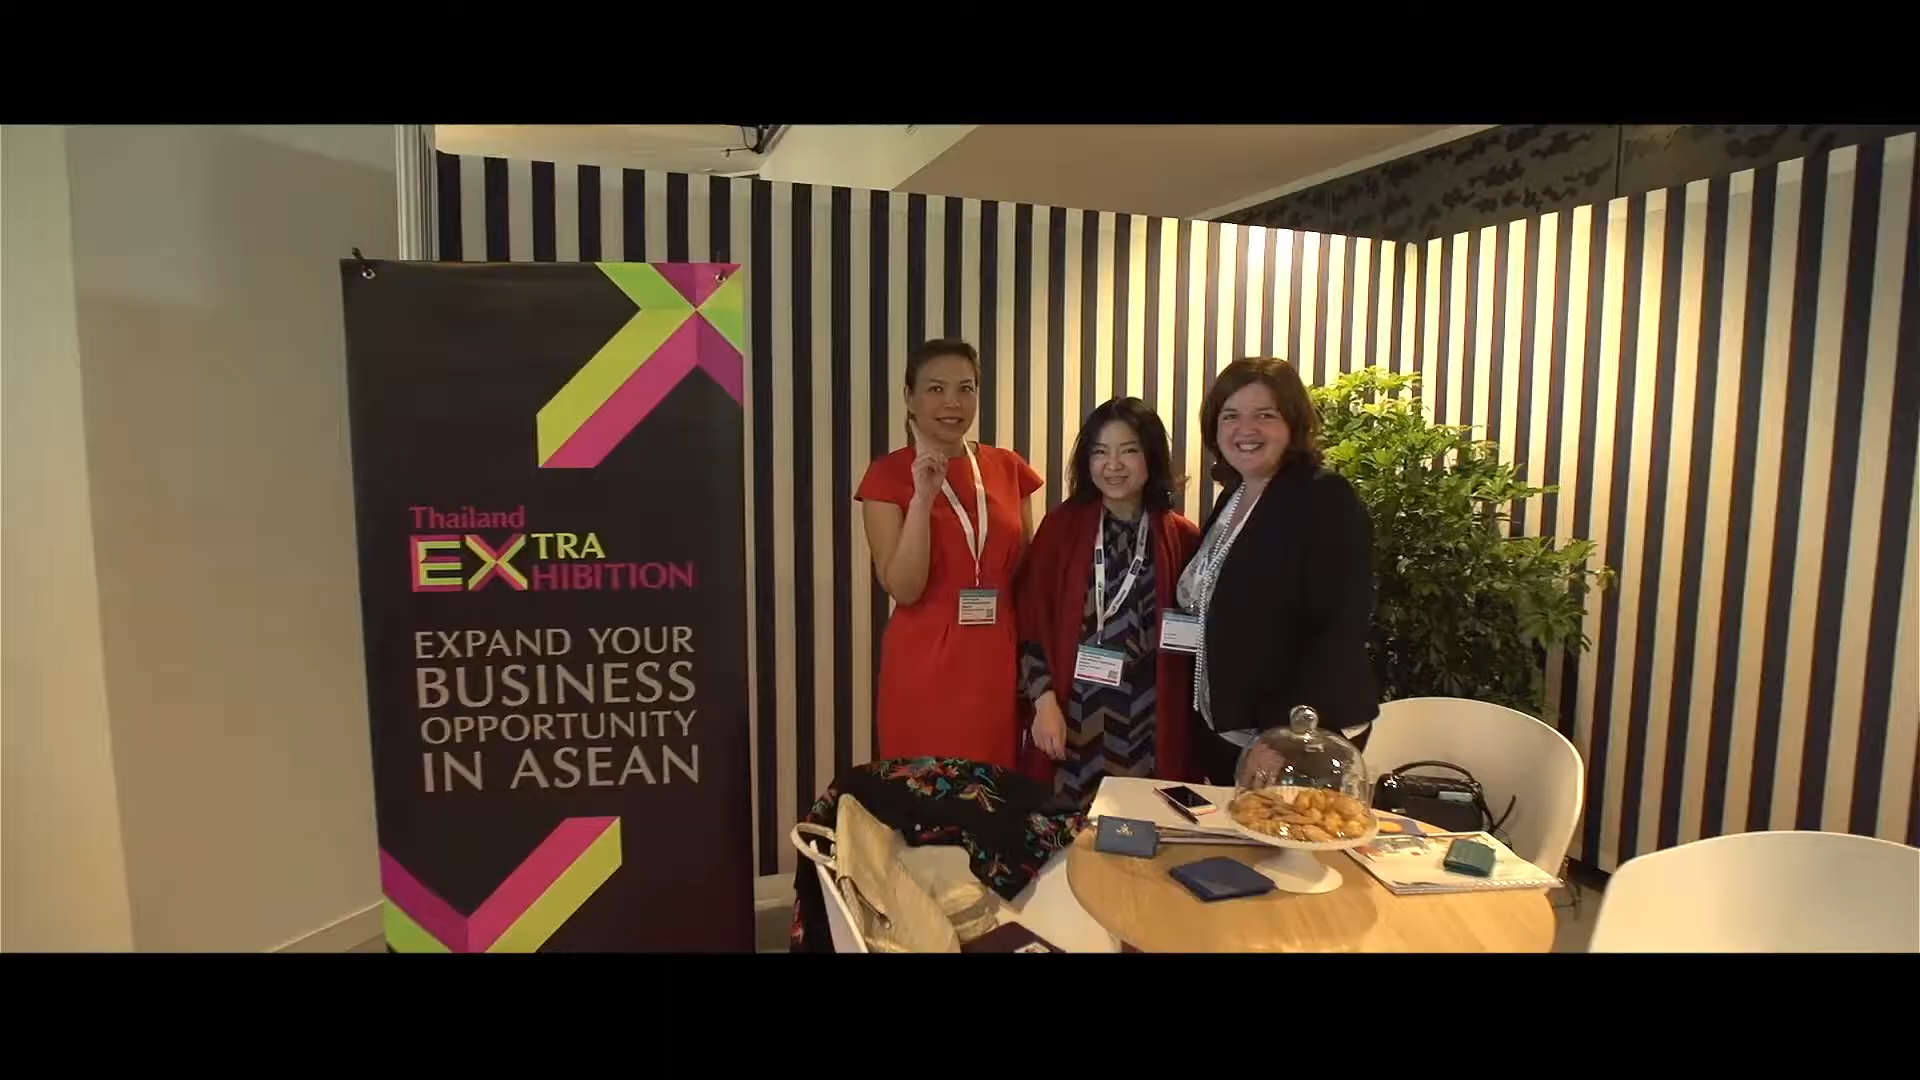 Thailand
EXTRA
EXHIBITION
EXPAND YOUR
BUSINESS
OPPORTUNITY
IN ASEAN